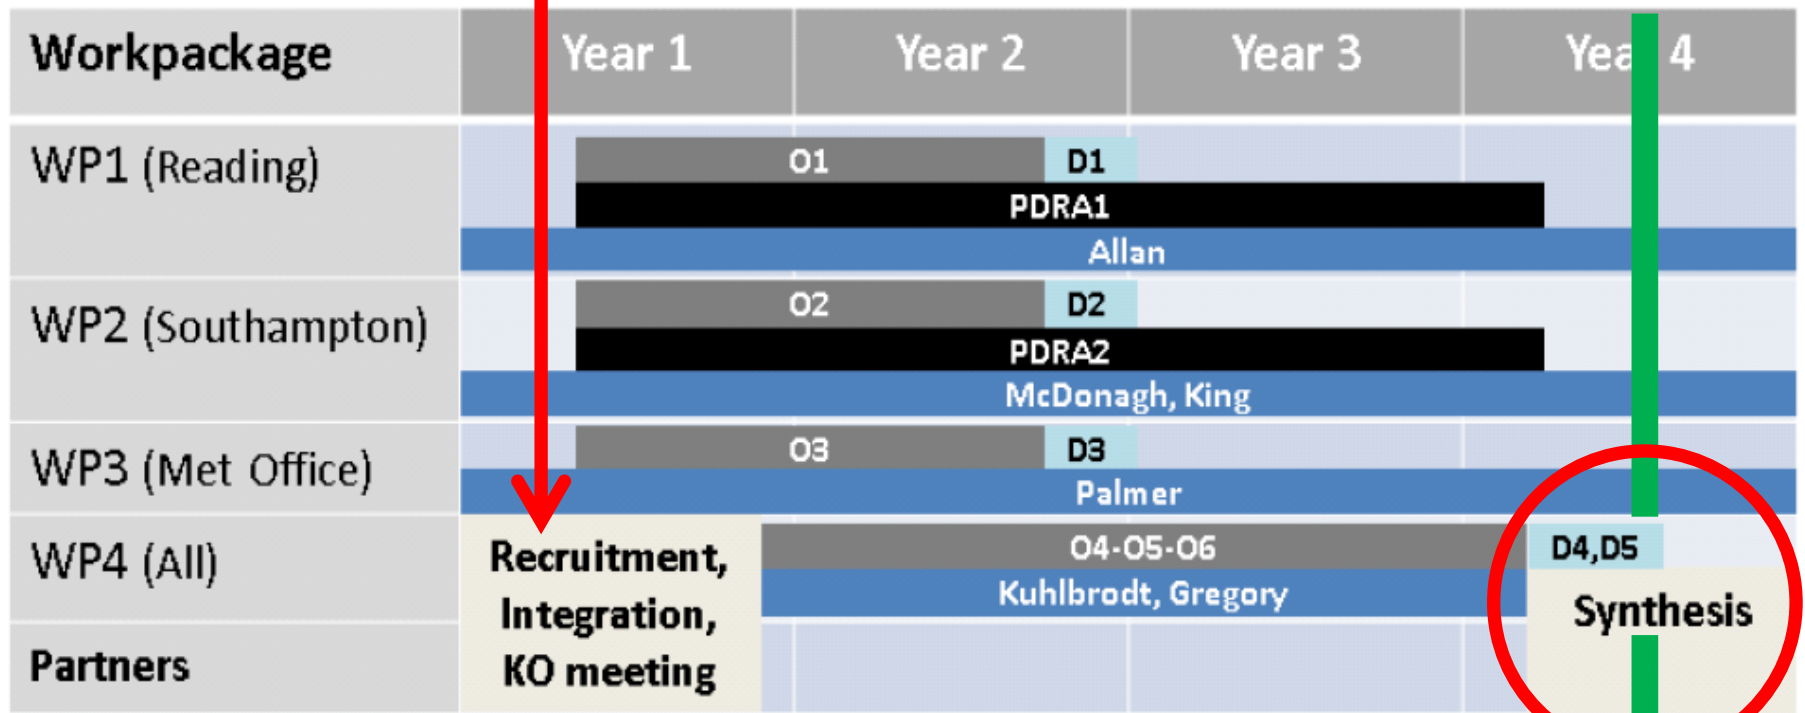 Workpackage Year 1 Year 2 Year 3 Year 4
WP1 (Reading)
O1 D1
PDRA1
Allan
WP2 (Southampton)
O2 D2
PDRA2
McDonagh, King
WP3 (Met Office)
O3 D3
Palmer
WP4 (All)
Recruitment,
Integration,
KO meeting
O4-O5-O6 D4,D5
Kuhlbrodt, Gregory
Synthesis
Partners